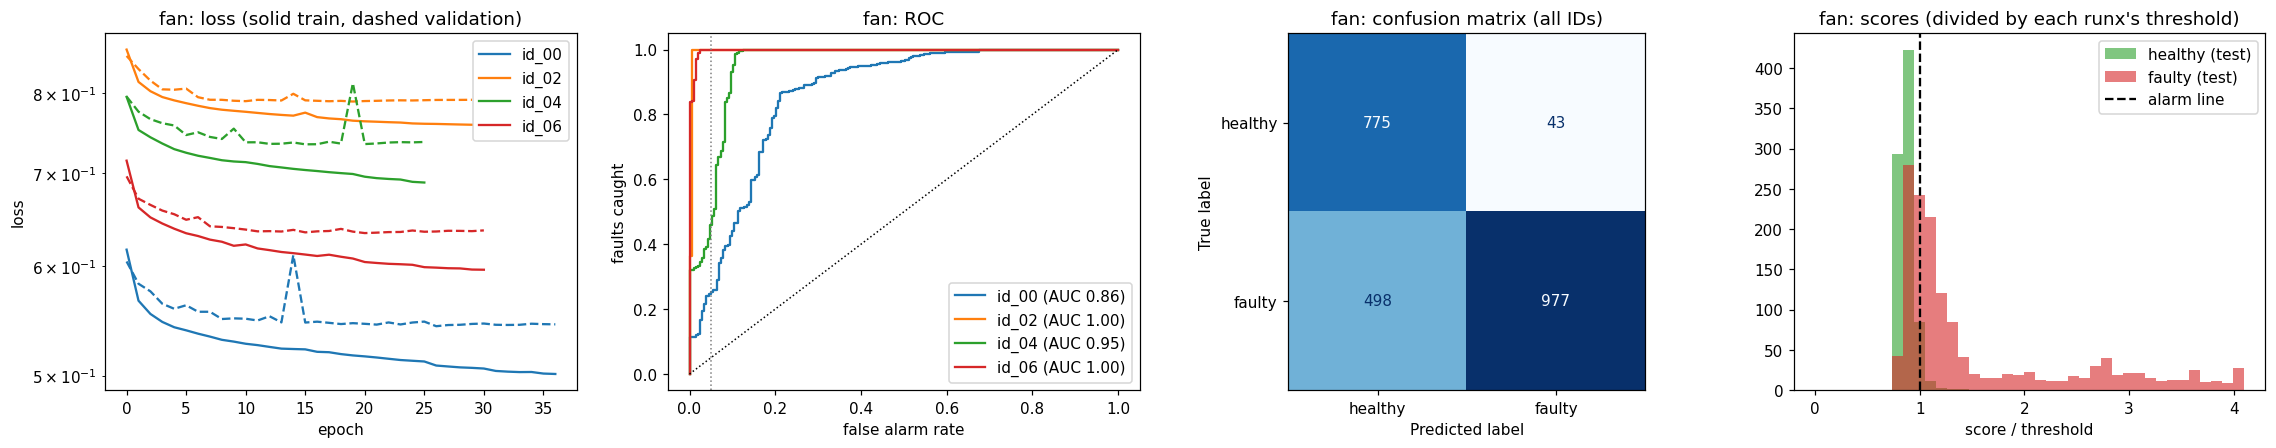 fan: loss (solid train, dashed validation)
loss
8 × 10⁻¹
7 × 10⁻¹
6 × 10⁻¹
5 × 10⁻¹
0 5 10 15 20 25 30 35
epoch
id_00
id_02
id_04
id_06
fan: ROC
faults caught
1.0
0.8
0.6
0.4
0.2
0.0
0.0 0.2 0.4 0.6 0.8 1.0
false alarm rate
id_00 (AUC 0.86)
id_02 (AUC 1.00)
id_04 (AUC 0.95)
id_06 (AUC 1.00)
fan: confusion matrix (all IDs)
True label
healthy
faulty
775 43
498 977
healthy faulty
Predicted label
fan: scores (divided by each runx's threshold)
400
350
300
250
200
150
100
50
0
0 1 2 3 4
score / threshold
healthy (test)
faulty (test)
alarm line